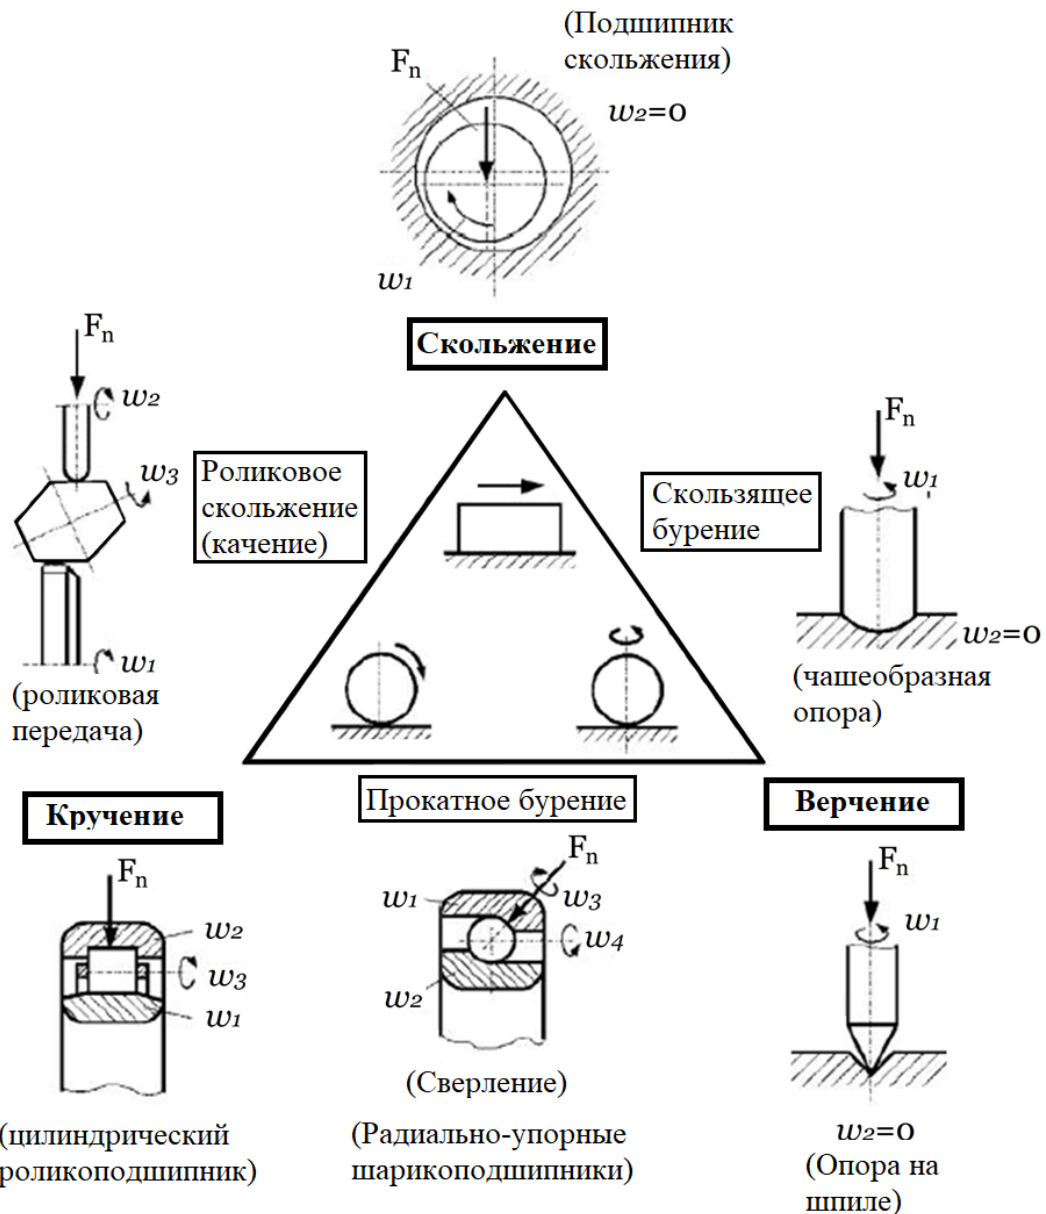 (Подшипник
скольжения)
Fn
w2=0
w1
Скольжение
Fn
w2
w3
Роликовое
скольжение
(качение)
w1
(роликовая
передача)
Скользящее
бурение
Fn
w1
w2=0
(чашеобразная
опора)
Кручение
Прокатное бурение
Верчение
Fn
w2
w3
w1
(цилиндрический
роликоподшипник)
Fn
w1
w3
w4
w2
(Сверление)
(Радиально-упорные
шарикоподшипники)
Fn
w1
w2=0
(Опора на
шпиле)